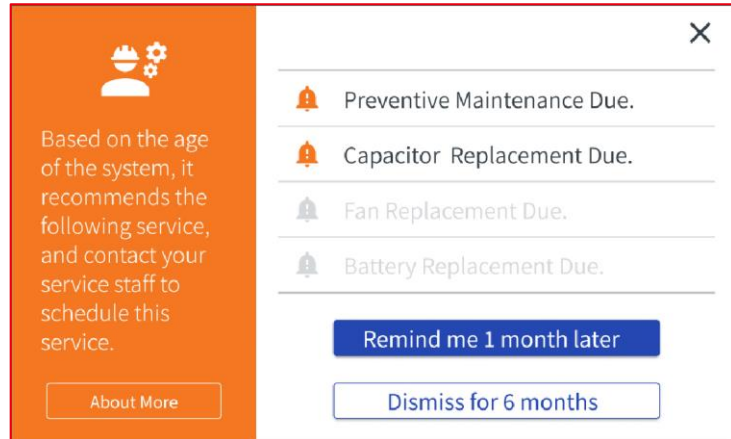 Based on the age
of the system, it
recommends the
following service,
and contact your
service staff to
schedule this
service.
About More
Preventive Maintenance Due.
Capacitor Replacement Due.
Fan Replacement Due.
Battery Replacement Due.
Remind me 1 month later
Dismiss for 6 months